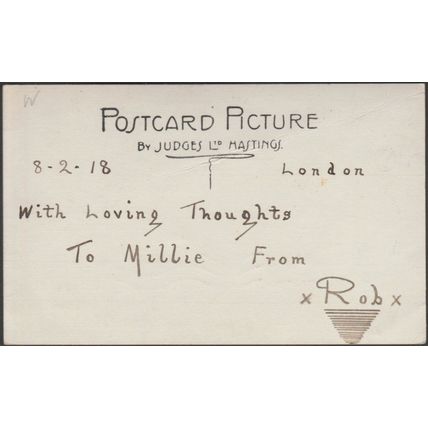 W
POSTCARD PICTURE
BY JUDGES LTD HASTINGS.
8-2-18 London
With Loving Thoughts
To Millie From
x Rob x